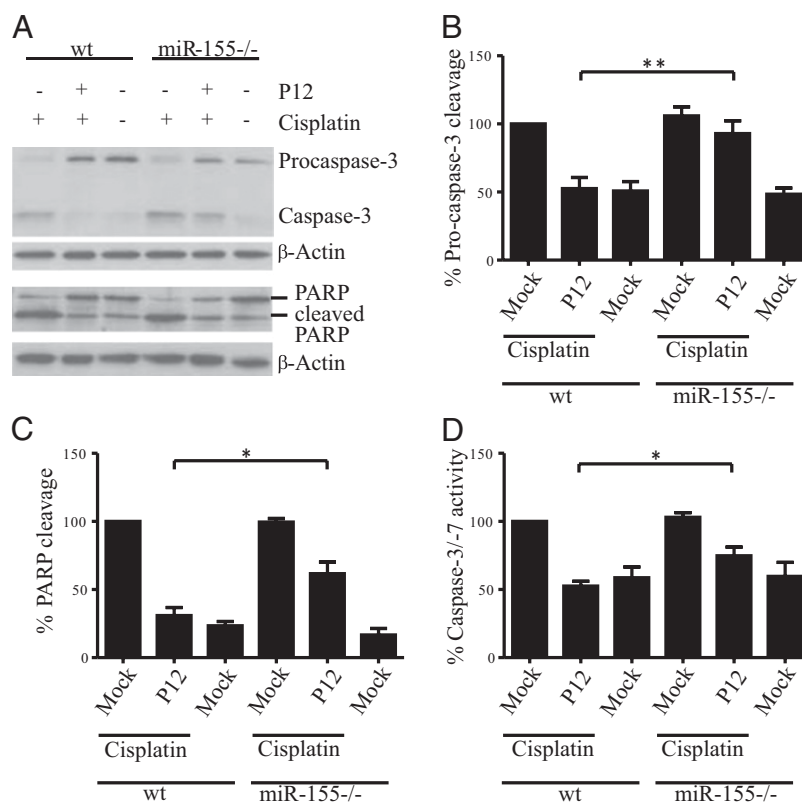 A
wt miR-155-/-
- + - - + - P12
+ + - + + - Cisplatin
Procaspase-3
Caspase-3
β-Actin
PARP
cleaved
PARP
β-Actin
B
% Pro-caspase-3 cleavage
150
100
50
0
**
Mock P12 Mock Mock P12 Mock
Cisplatin Cisplatin
wt miR-155-/-
C
% PARP cleavage
150
100
50
0
*
Mock P12 Mock Mock P12 Mock
Cisplatin Cisplatin
wt miR-155-/-
D
% Caspase-3/-7 activity
150
100
50
0
*
Mock P12 Mock Mock P12 Mock
Cisplatin Cisplatin
wt miR-155-/-